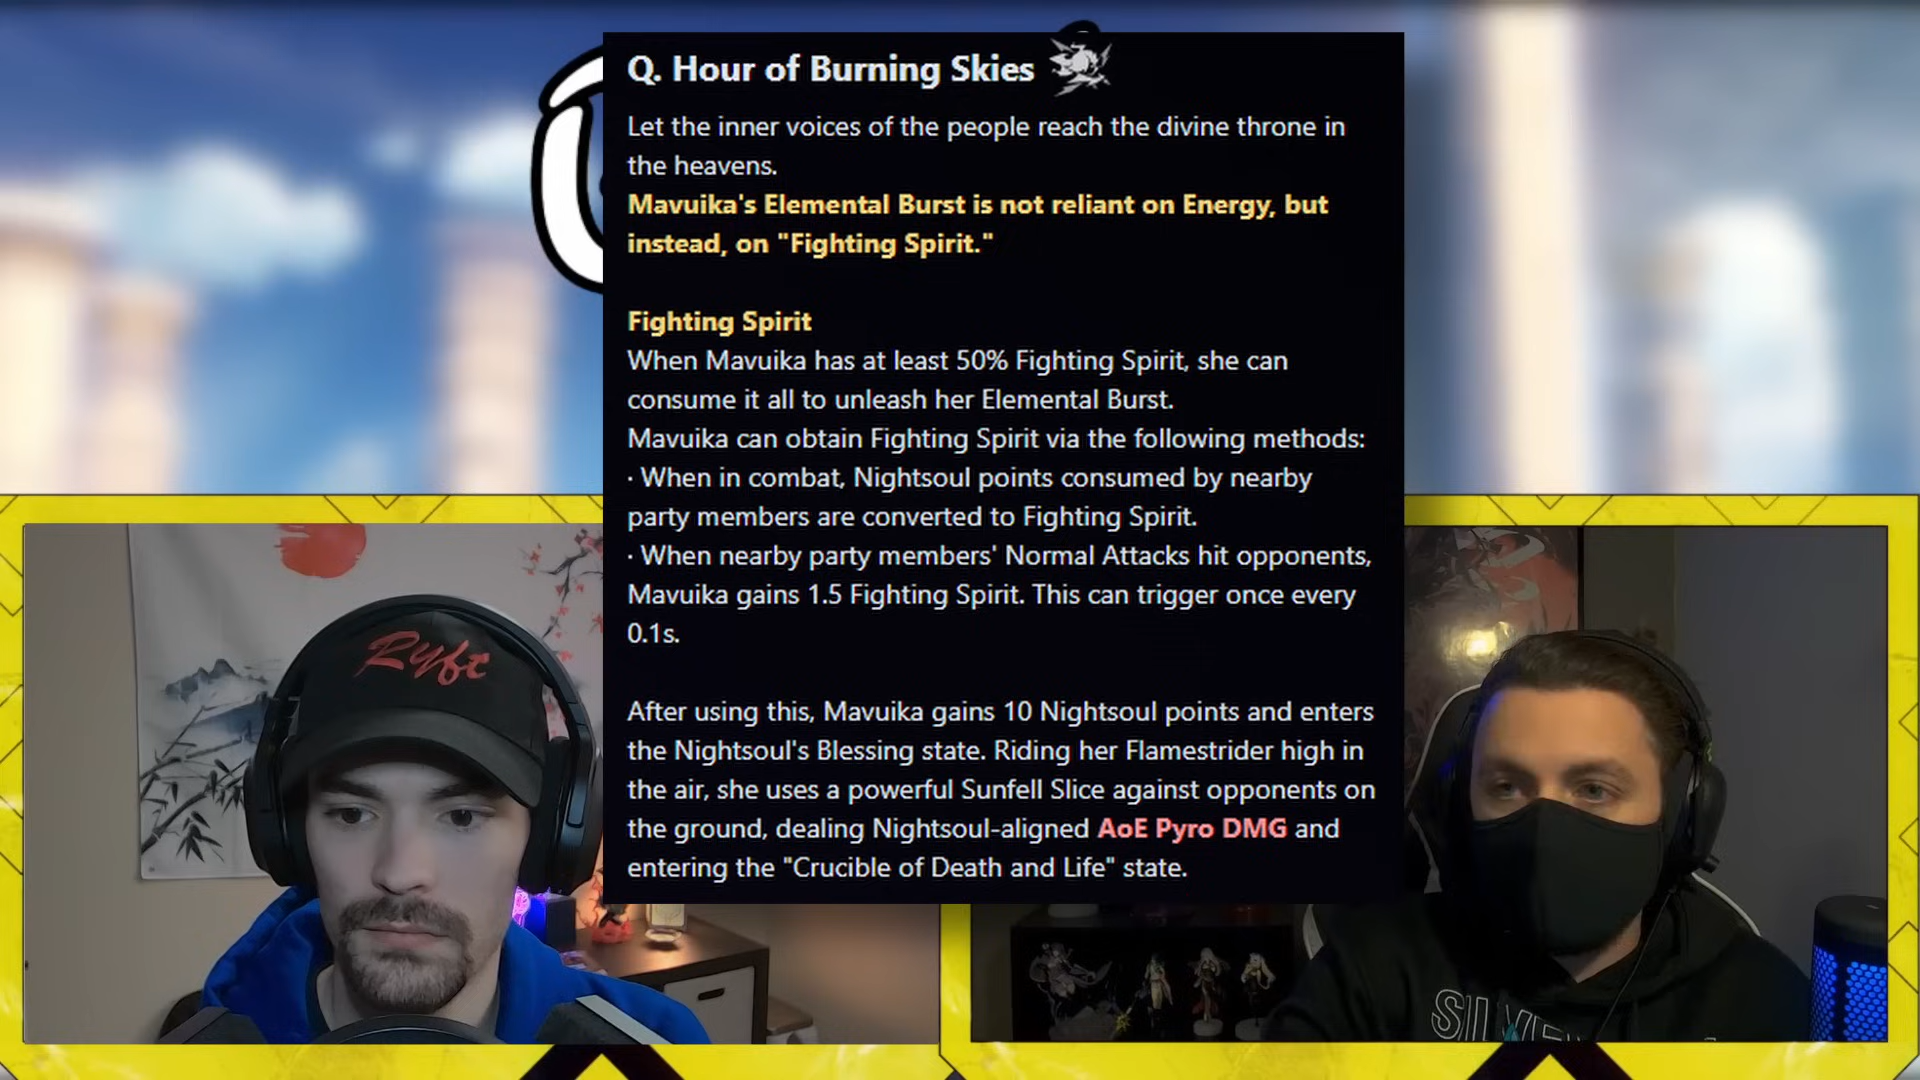 Q. Hour of Burning Skies
Let the inner voices of the people reach the divine throne in
the heavens.
Mavuika's Elemental Burst is not reliant on Energy, but
instead, on "Fighting Spirit."
Fighting Spirit
When Mavuika has at least 50% Fighting Spirit, she can
consume it all to unleash her Elemental Burst.
Mavuika can obtain Fighting Spirit via the following methods:
· When in combat, Nightsoul points consumed by nearby
party members are converted to Fighting Spirit.
· When nearby party members' Normal Attacks hit opponents,
Mavuika gains 1.5 Fighting Spirit. This can trigger once every
0.1s.
After using this, Mavuika gains 10 Nightsoul points and enters
the Nightsoul's Blessing state. Riding her Flamestrider high in
the air, she uses a powerful Sunfell Slice against opponents on
the ground, dealing Nightsoul-aligned AoE Pyro DMG and
entering the "Crucible of Death and Life" state.
Ryft